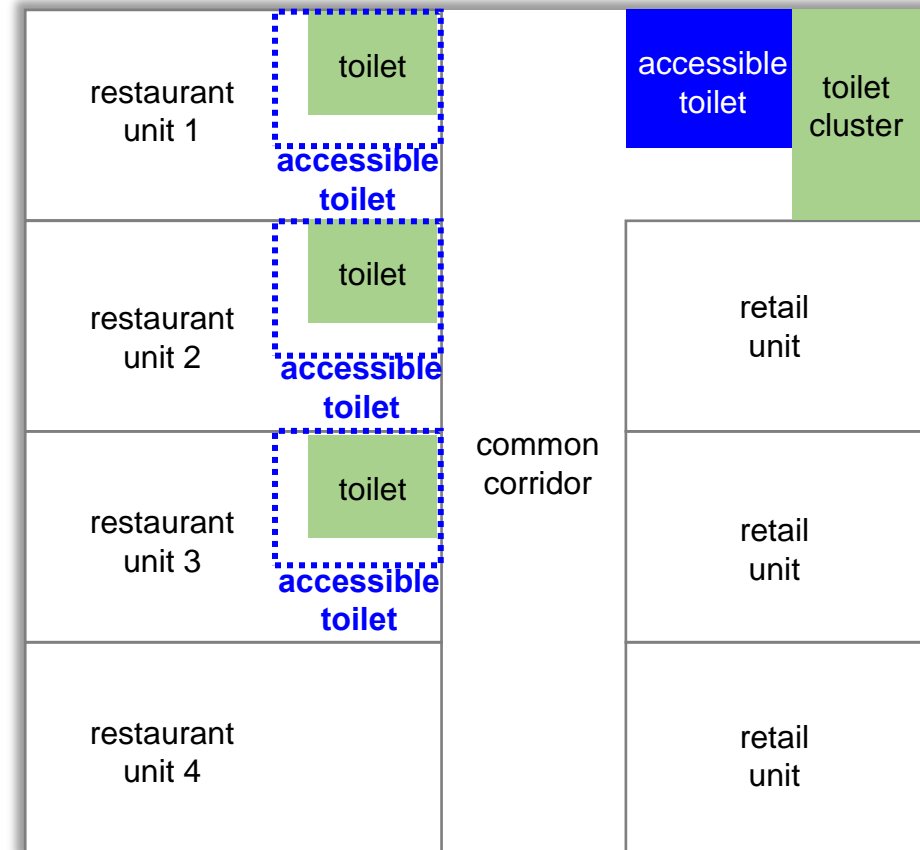 restaurant
unit 1
toilet
accessible
toilet
accessible
toilet
toilet
cluster
restaurant
unit 2
toilet
accessible
toilet
retail
unit
restaurant
unit 3
toilet
accessible
toilet
common
corridor
retail
unit
restaurant
unit 4
retail
unit